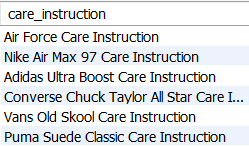 care_instruction
Air Force Care Instruction
Nike Air Max 97 Care Instruction
Adidas Ultra Boost Care Instruction
Converse Chuck Taylor All Star Care I...
Vans Old Skool Care Instruction
Puma Suede Classic Care Instruction